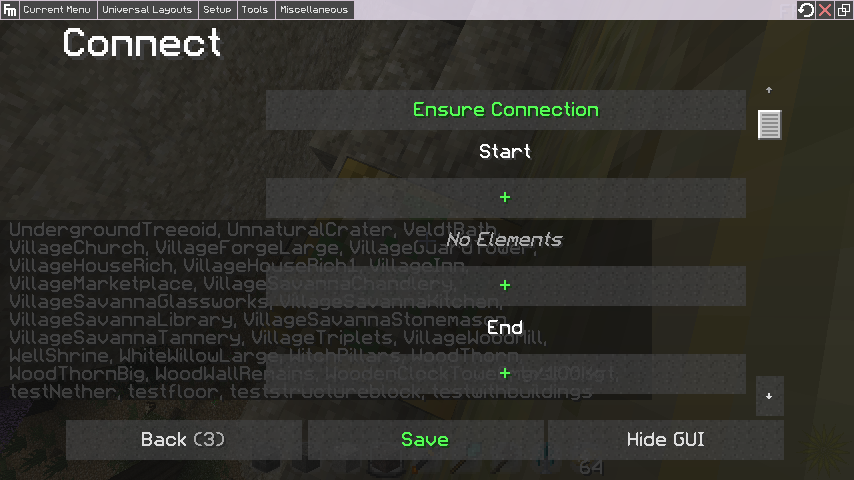 Fm Current Menu Universal Layouts Setup Tools Miscellaneous
Connect
Ensure Connection
Start
+
UndergroundTreeoid, UnnaturalCrater, VeldtBath,
No Elements
VillageChurch, VillageForgeLarge, VillageGuardTower,
VillageHouseRich, VillageHouseRich1, VillageInn,
VillageMarketplace, VillageSavannaChandlery,
+
VillageSavannaGlassworks, VillageSavannaKitchen,
VillageSavannaLibrary, VillageSavannaStonemason,
End
VillageSavannaTannery, VillageTriplets, VillageWoodMill,
WellShrine, WhiteWillowLarge, WitchPillars, WoodThorn,
WoodThornBig, WoodWallRemains,
+
testNether, testfloor, teststructureblock, testwithbuildings
Back (3) Save Hide GUI
64